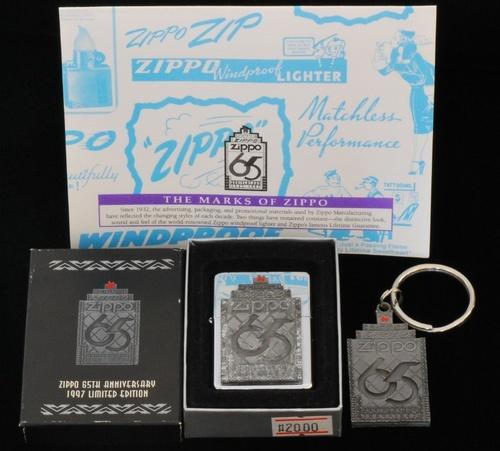 ZIPPO ZIP
ZIPPO Windproof LIGHTER
Matchless
Performance
"ZIPPO"
zippo
65
THE MARKS OF ZIPPO
Since 1932, the advertising, packaging, and promotional materials used by Zippo Manufacturing
have reflected the changing styles of each decade. Two things have remained constant—the distinctive look,
sound and feel of the world-renowned Zippo windproof lighter and Zippo's famous Lifetime Guarantee.
WINDPROOF
zippo
65
ZIPPO 65TH ANNIVERSARY
1997 LIMITED EDITION
zippo
65
#2000
zippo
65